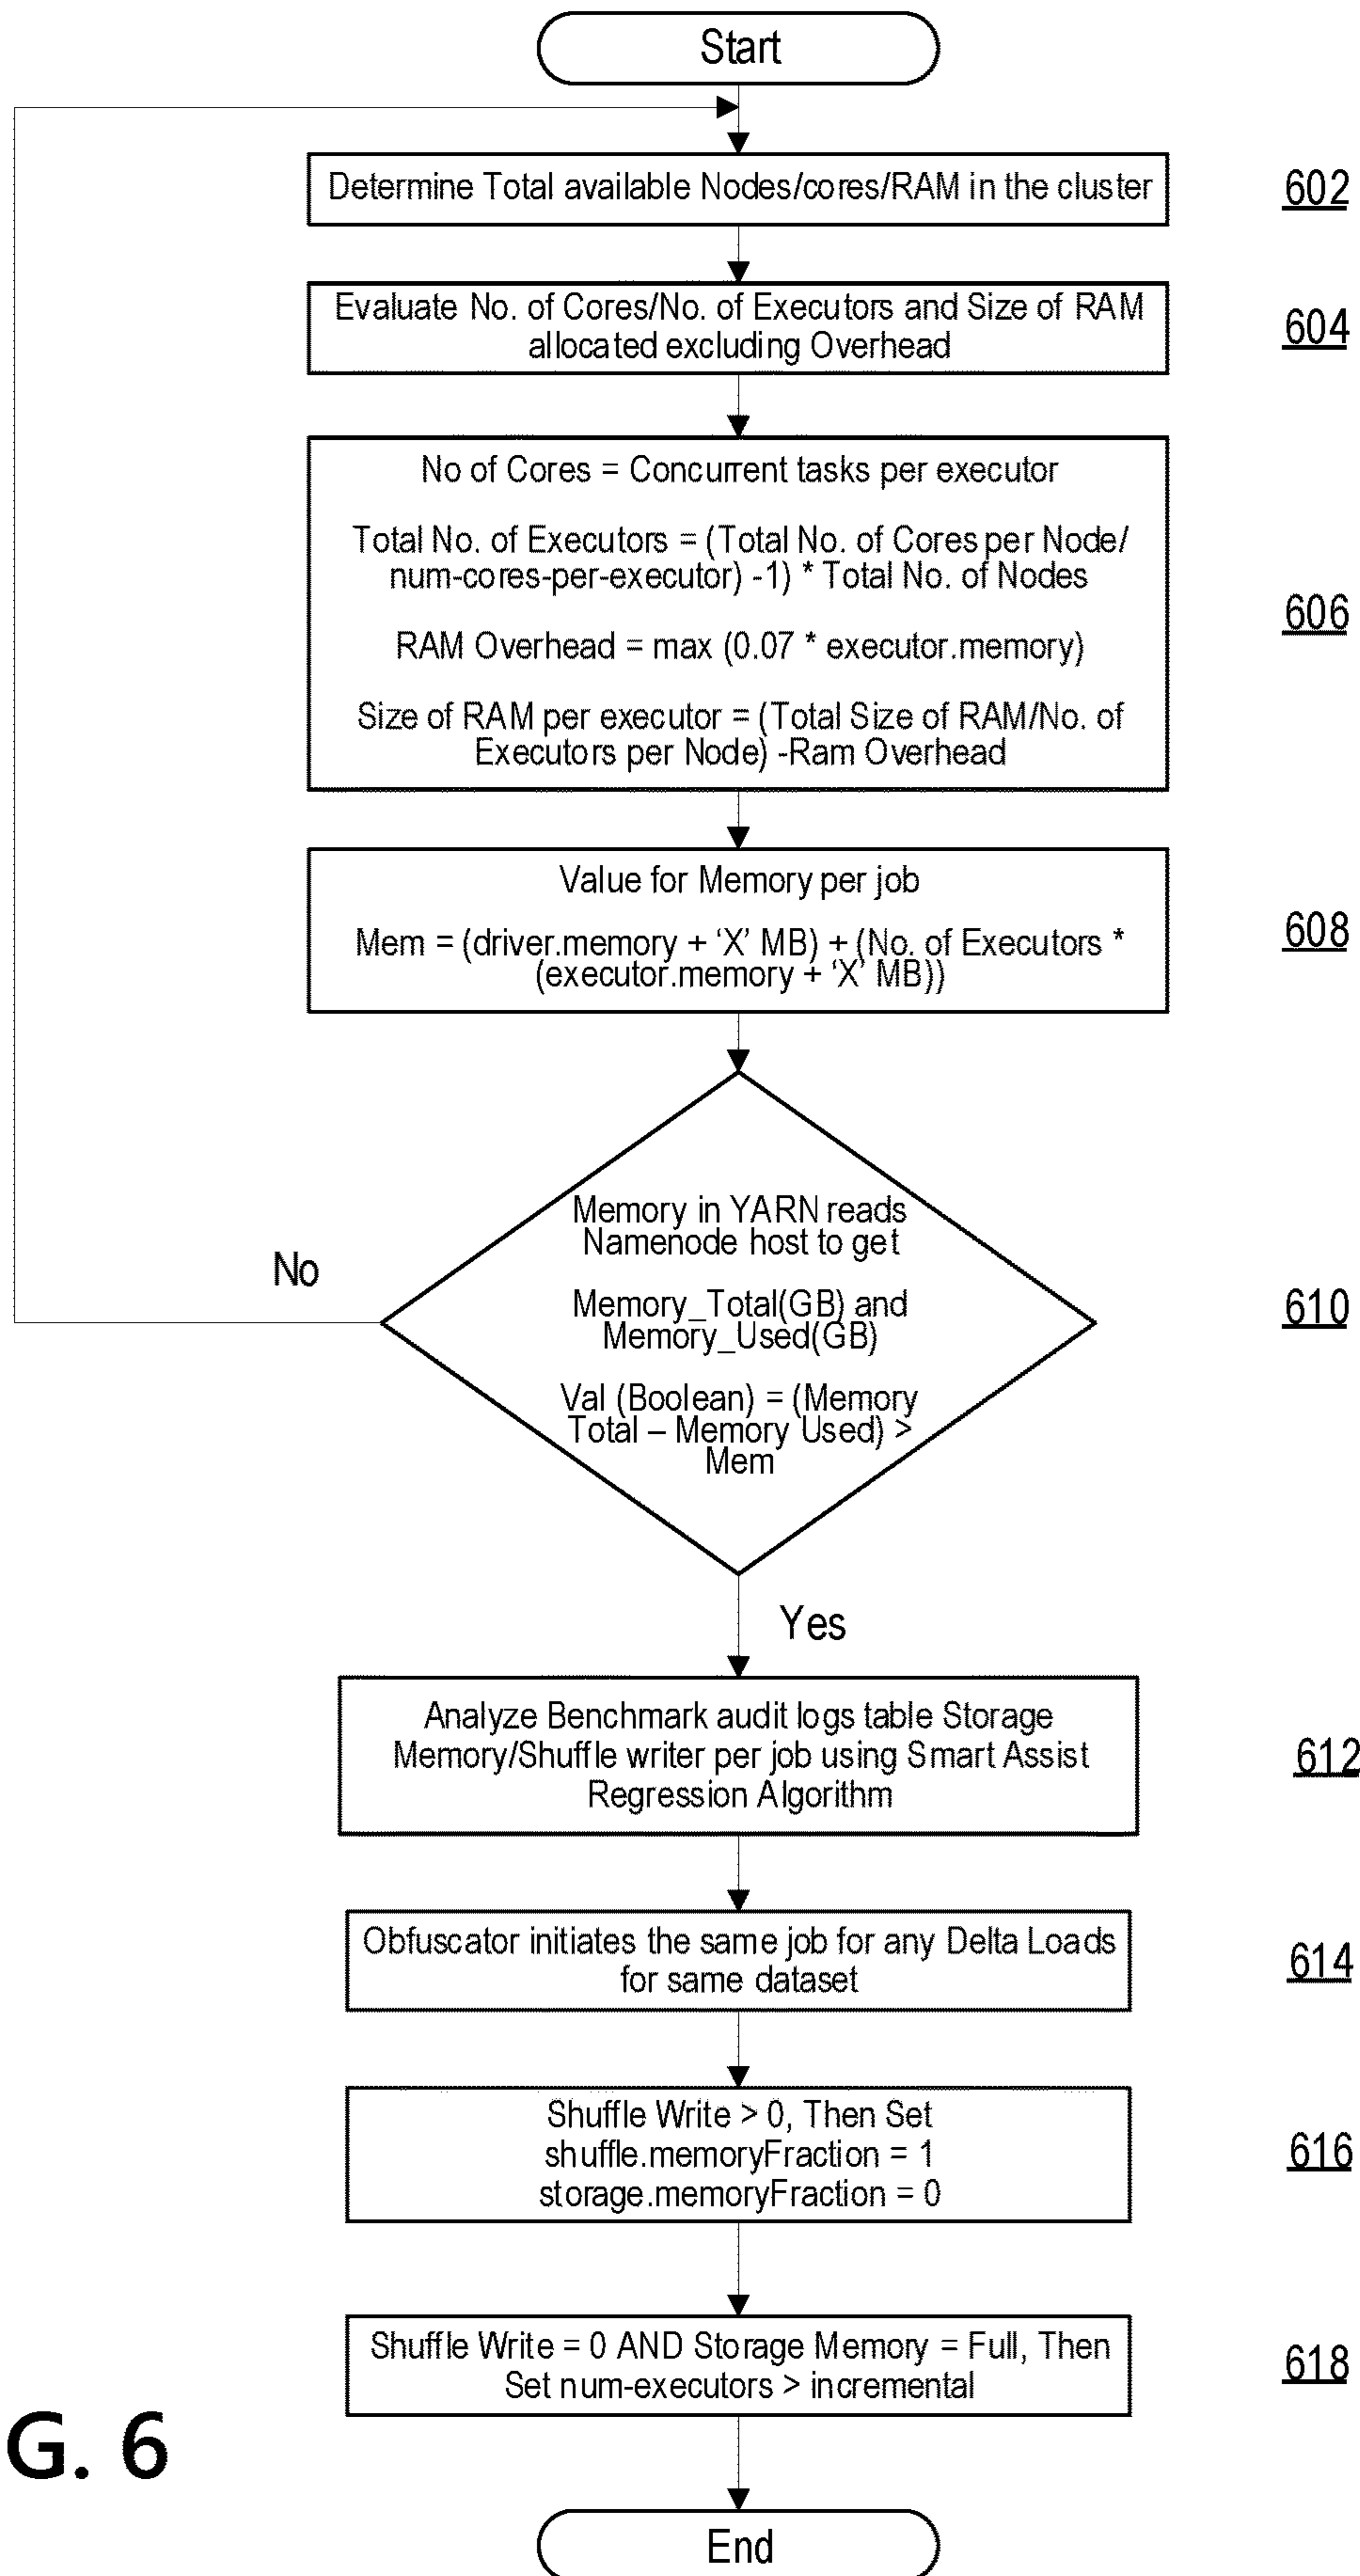 Start
Determine Total available Nodes/cores/RAM in the cluster
602
Evaluate No. of Cores/No. of Executors and Size of RAM
allocated excluding Overhead
604
No of Cores = Concurrent tasks per executor
Total No. of Executors = (Total No. of Cores per Node/
num-cores-per-executor) -1) * Total No. of Nodes
RAM Overhead = max (0.07 * executor.memory)
Size of RAM per executor = (Total Size of RAM/No. of
Executors per Node) -Ram Overhead
606
Value for Memory per job
Mem = (driver.memory + ‘X’ MB) + (No. of Executors *
(executor.memory + ‘X’ MB))
608
Memory in YARN reads
Namenode host to get
Memory_Total(GB) and
Memory_Used(GB)
Val (Boolean) = (Memory
Total – Memory Used) >
Mem
No
610
Yes
Analyze Benchmark audit logs table Storage
Memory/Shuffle writer per job using Smart Assist
Regression Algorithm
612
Obfuscator initiates the same job for any Delta Loads
for same dataset
614
Shuffle Write > 0, Then Set
shuffle.memoryFraction = 1
storage.memoryFraction = 0
616
Shuffle Write = 0 AND Storage Memory = Full, Then
Set num-executors > incremental
618
G. 6
End